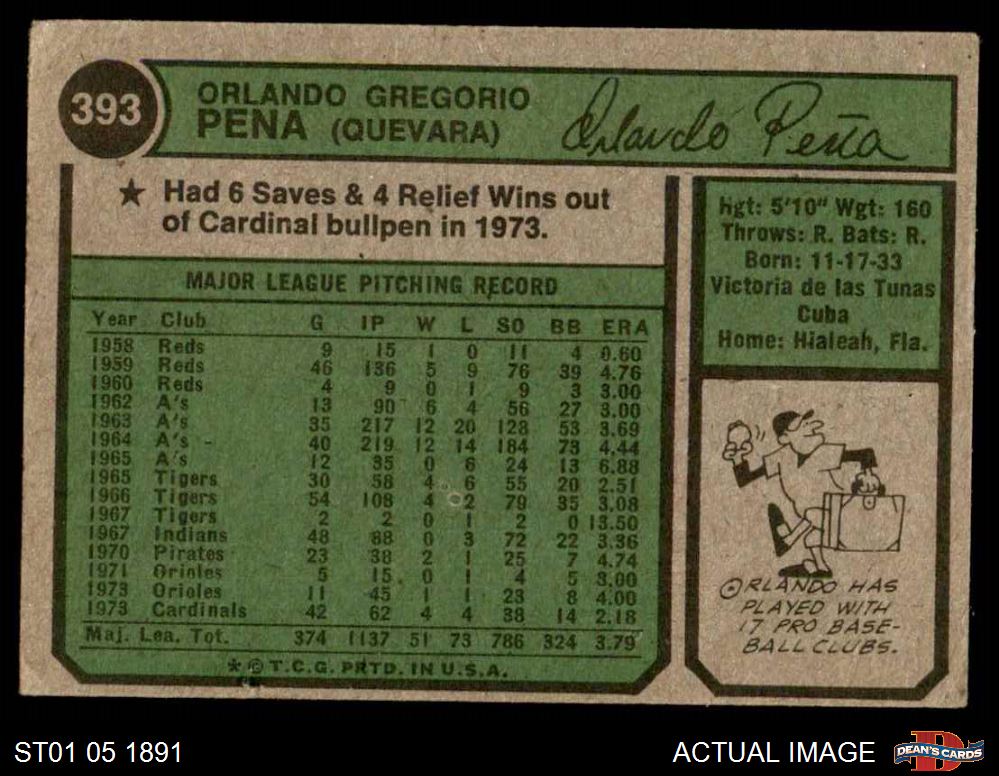 393
ORLANDO GREGORIO
PENA (QUEVARA)
Orlando Peña
★ Had 6 Saves & 4 Relief Wins out
of Cardinal bullpen in 1973.
Hgt: 5'10" Wgt: 160
Throws: R. Bats: R.
Born: 11-17-33
Victoria de las Tunas
Cuba
Home: Hialeah, Fla.
MAJOR LEAGUE PITCHING RECORD
Year Club G IP W L SO BB ERA
1958 Reds 9 15 1 0 11 4 0.60
1959 Reds 46 136 5 9 76 39 4.76
1960 Reds 4 9 0 1 9 3 3.00
1962 A's 13 90 6 4 56 27 3.00
1963 A's 35 217 12 20 128 53 3.69
1964 A's 40 219 12 14 184 73 4.44
1965 A's 12 35 0 6 24 13 6.88
1965 Tigers 30 58 4 6 55 20 2.51
1966 Tigers 54 108 4 2 79 35 3.08
1967 Tigers 2 2 0 1 2 0 13.50
1967 Indians 48 88 0 3 72 22 3.36
1970 Pirates 23 38 2 1 25 7 4.74
1971 Orioles 5 15 0 1 4 5 3.00
1973 Orioles 11 45 1 1 23 8 4.00
1973 Cardinals 42 62 4 4 38 14 2.18
Maj. Lea. Tot. 374 1137 51 73 786 324 3.79
* © T.C.G. PRTD. IN U.S.A.
ORLANDO HAS
PLAYED WITH
17 PRO BASE-
BALL CLUBS.
ST01 05 1891
ACTUAL IMAGE
D
DEAN'S CARDS